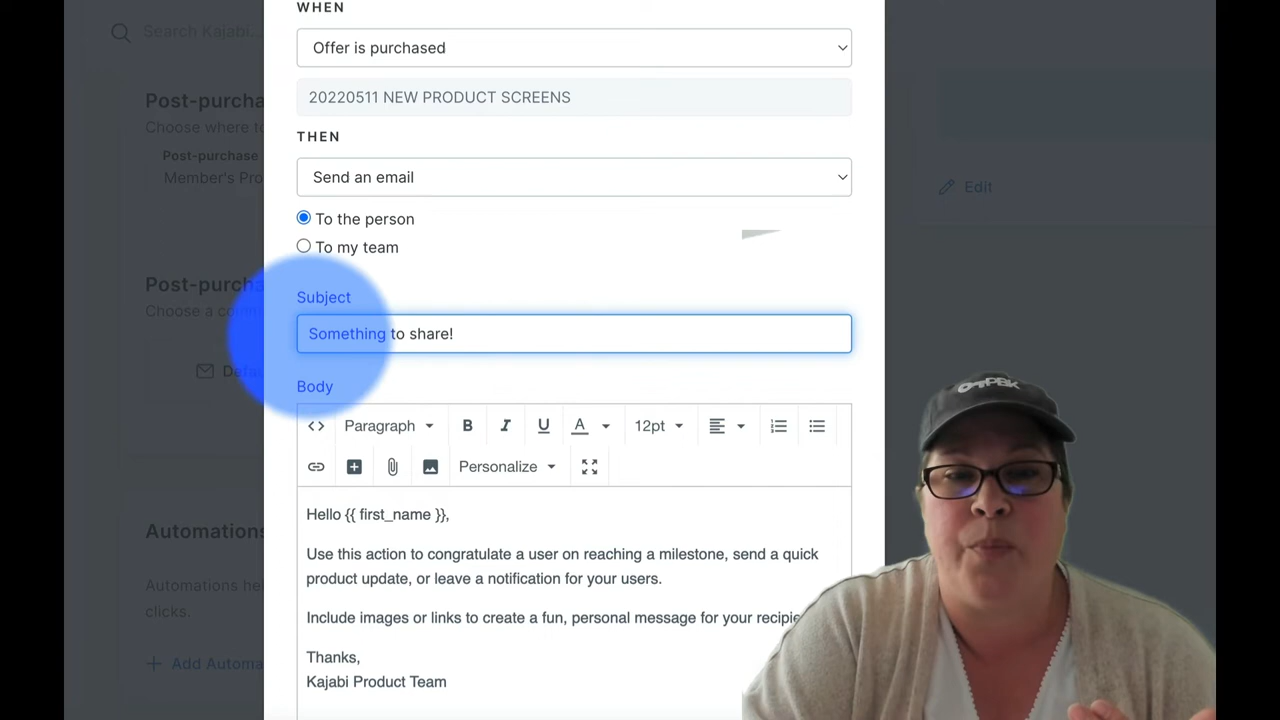 WHEN
Search Kajabi...
Offer is purchased
20220511 NEW PRODUCT SCREENS
Post-purcha
Choose where to
THEN
Post-purchase
Member's Pro
Send an email
Edit
To the person
To my team
Post-purcha
Choose a con
Subject
Something to share!
Defau
Body
Paragraph
B I U A
12pt
Personalize
Hello {{ first_name }},
Use this action to congratulate a user on reaching a milestone, send a quick
product update, or leave a notification for your users.
Include images or links to create a fun, personal message for your recipie
Thanks,
Kajabi Product Team
Automations
Automations hel
clicks.
Add Automa